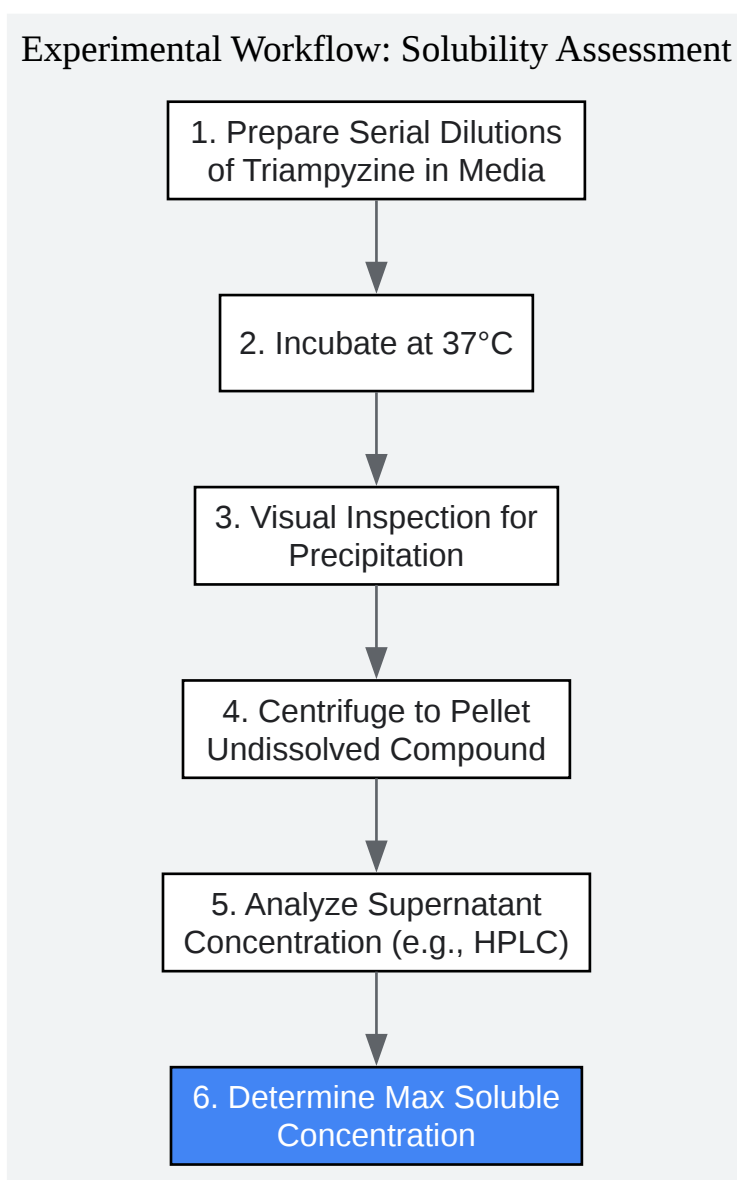 Experimental Workflow: Solubility Assessment
1. Prepare Serial Dilutions
of Triampyzine in Media
2. Incubate at 37°C
3. Visual Inspection for
Precipitation
4. Centrifuge to Pellet
Undissolved Compound
5. Analyze Supernatant
Concentration (e.g., HPLC)
6. Determine Max Soluble
Concentration